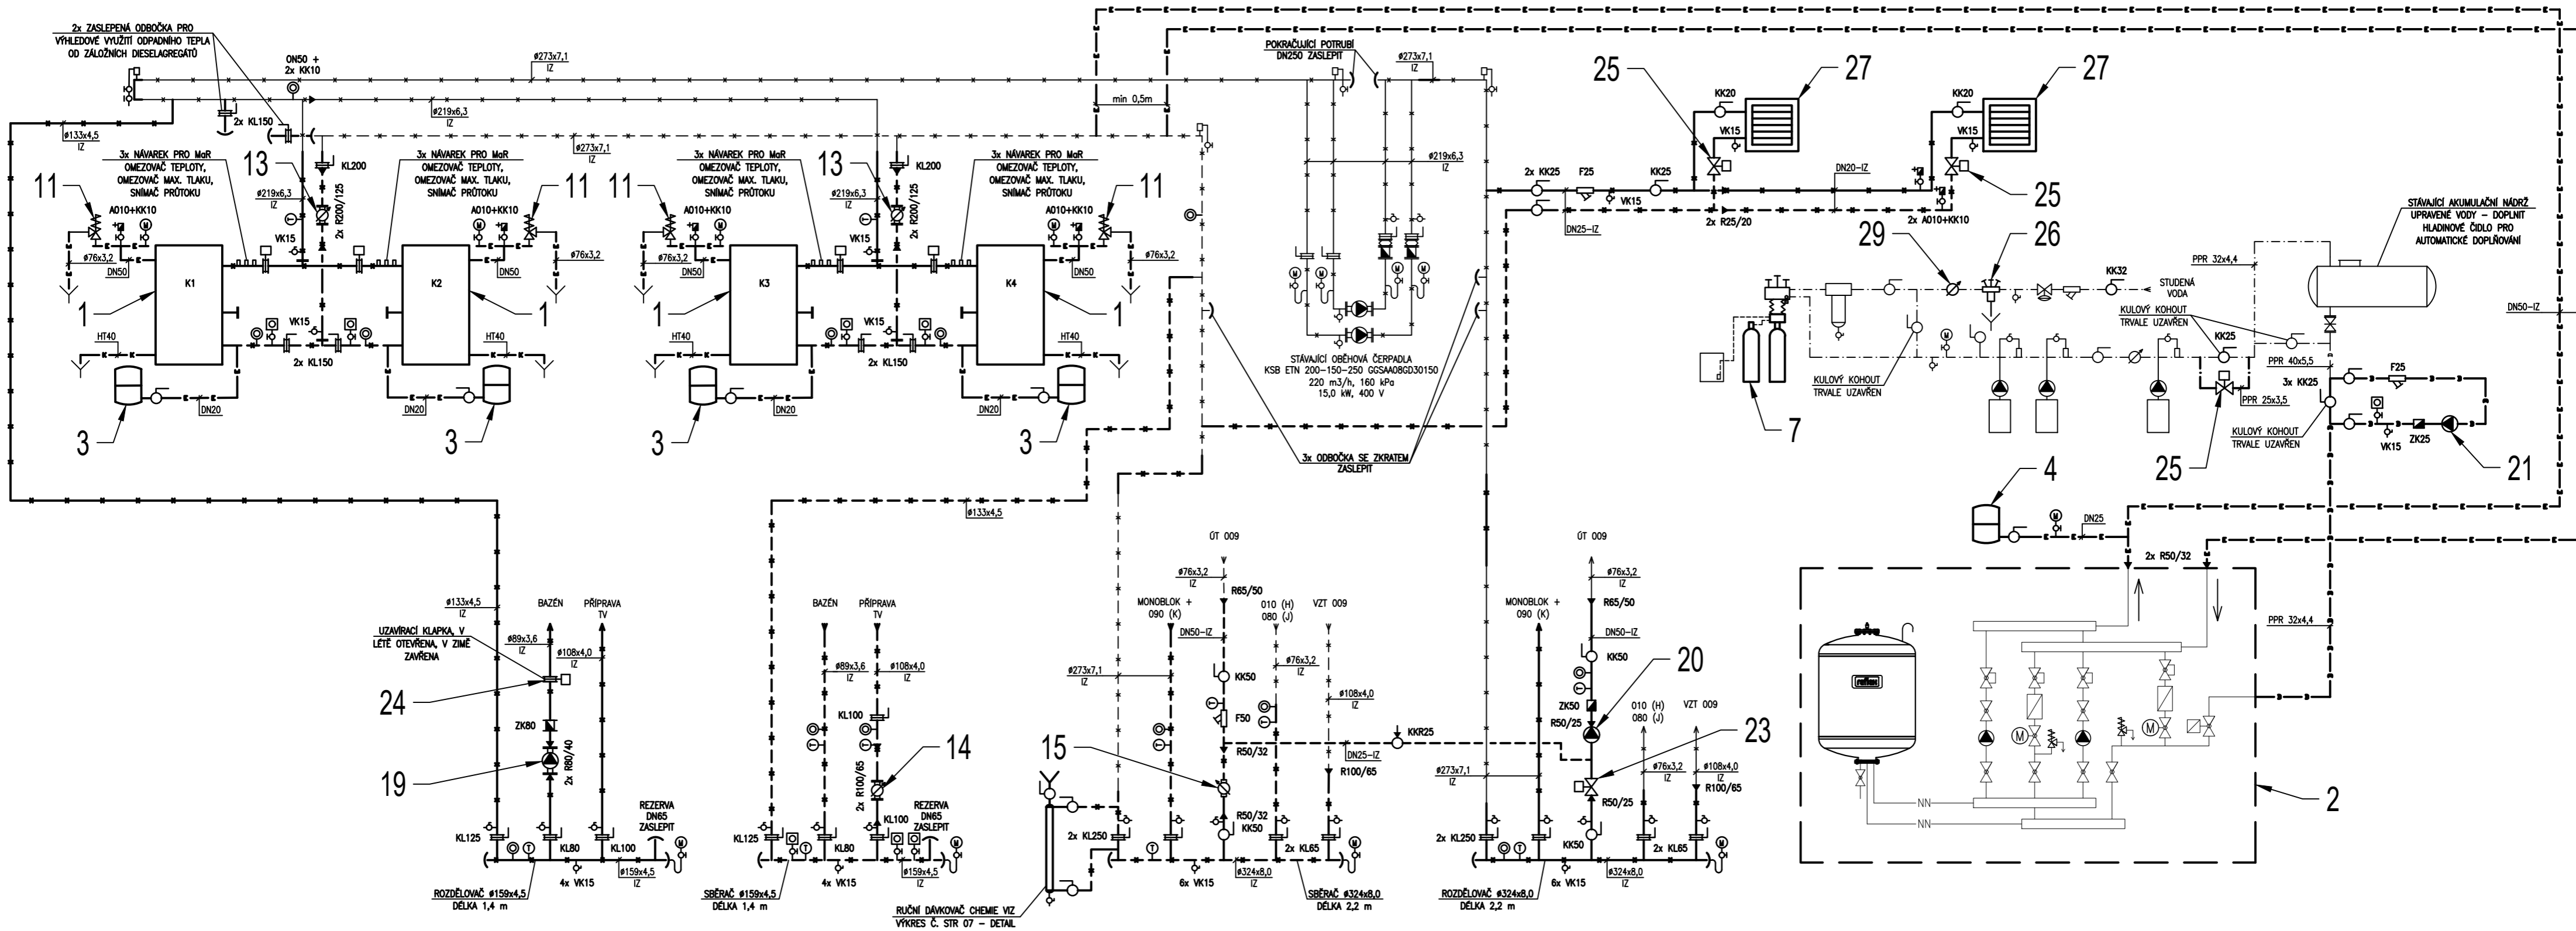 2x ZASLEPENÁ ODBOČKA PRO
VÝHLEDOVÉ VYUŽITÍ ODPADNÍHO TEPLA
OD ZÁLOŽNÍCH DIESELAGREGÁTŮ
ON50 +
2x KK10
ø273x7,1
IZ
POKRAČUJÍCÍ POTRUBÍ
DN250 ZASLEPIT
ø273x7,1
IZ
25
27
27
KK20
KK20
min 0,5m
ø219x6,3
IZ
2x KL150
ø133x4,5
IZ
ø273x7,1
IZ
VK15
VK15
3x NÁVAREK PRO MaR
OMEZOVAČ TEPLOTY,
OMEZOVAČ MAX. TLAKU,
SNÍMAČ PRŮTOKU
13
KL200
3x NÁVAREK PRO MaR
OMEZOVAČ TEPLOTY,
OMEZOVAČ MAX. TLAKU,
SNÍMAČ PRŮTOKU
3x NÁVAREK PRO MaR
OMEZOVAČ TEPLOTY,
OMEZOVAČ MAX. TLAKU,
SNÍMAČ PRŮTOKU
13
KL200
3x NÁVAREK PRO MaR
OMEZOVAČ TEPLOTY,
OMEZOVAČ MAX. TLAKU,
SNÍMAČ PRŮTOKU
ø219x6,3
IZ
2x KK25
F25
KK25
DN20-IZ
25
11
AO10+KK10
M
ø219x6,3
IZ
2x R200/125
AO10+KK10
M
11
11
AO10+KK10
M
ø219x6,3
IZ
2x R200/125
AO10+KK10
M
11
VK15
2x R25/20
2x AO10+KK10
DN25-IZ
STÁVAJÍCÍ AKUMULAČNÍ NÁDRŽ
UPRAVENÉ VODY - DOPLNIT
HLADINOVÉ ČIDLO PRO
AUTOMATICKÉ DOPLŇOVÁNÍ
VK15
VK15
ø76x3,2
DN50
DN50
ø76x3,2
ø76x3,2
DN50
DN50
ø76x3,2
29
26
PPR 32x4,4
KK32
STUDENÁ
VODA
K1
K2
K3
K4
M
M
M
M
1
1
1
1
DN50-IZ
KULOVÝ KOHOUT
TRVALE UZAVŘEN
VK15
VK15
HT40
HT40
HT40
HT40
2x KL150
2x KL150
M
KK25
STÁVAJÍCÍ OBĚHOVÁ ČERPADLA
KSB ETN 200-150-250 GGSAA08GD30150
220 m3/h, 160 kPa
15,0 kW, 400 V
PPR 40x5,5
F25
KULOVÝ KOHOUT
TRVALE UZAVŘEN
3x KK25
PPR 25x3,5
DN20
DN20
DN20
DN20
3
3
3
3
7
KULOVÝ KOHOUT
TRVALE UZAVŘEN
VK15
ZK25
3x ODBOČKA SE ZKRATEM
ZASLEPIT
25
4
21
ø133x4,5
M
DN25
ÚT 009
ÚT 009
2x R50/32
ø133x4,5
IZ
BAZÉN
PŘÍPRAVA
TV
BAZÉN
PŘÍPRAVA
TV
MONOBLOK +
090 (K)
ø76x3,2
IZ
R65/50
010 (H)
080 (J)
VZT 009
MONOBLOK +
090 (K)
ø76x3,2
IZ
R65/50
UZAVÍRACÍ KLAPKA, V
LÉTĚ OTEVŘENA, V ZIMĚ
ZAVŘENA
ø89x3,6
IZ
ø108x4,0
IZ
DN50-IZ
DN50-IZ
PPR 32x4,4
24
ø89x3,6
IZ
ø108x4,0
IZ
ø273x7,1
IZ
KK50
ø76x3,2
IZ
KK50
20
reflex
ZK80
KL100
F50
ø108x4,0
IZ
ZK50
R50/25
010 (H)
080 (J)
VZT 009
M
M
KKR25
19
2x R80/40
2x R100/65
14
15
R50/32
DN25-IZ
R100/65
ø273x7,1
IZ
23
ø76x3,2
IZ
ø108x4,0
IZ
R100/65
2
NN
NN
REZERVA
DN65
ZASLEPIT
REZERVA
DN65
ZASLEPIT
R50/32
KK50
R50/25
KL125
T
KL80
KL100
M
KL125
T
KL80
KL100
M
2x KL250
T
2x KL65
M
2x KL250
T
KK50
2x KL65
M
4x VK15
ø159x4,5
IZ
4x VK15
ø159x4,5
IZ
6x VK15
ø324x8,0
IZ
6x VK15
ø324x8,0
IZ
ROZDĚLOVAČ ø159x4,5
DÉLKA 1,4 m
SBĚRAČ ø159x4,5
DÉLKA 1,4 m
SBĚRAČ ø324x8,0
DÉLKA 2,2 m
ROZDĚLOVAČ ø324x8,0
DÉLKA 2,2 m
RUČNÍ DÁVKOVAČ CHEMIE VIZ
VÝKRES Č. STR 07 - DETAIL